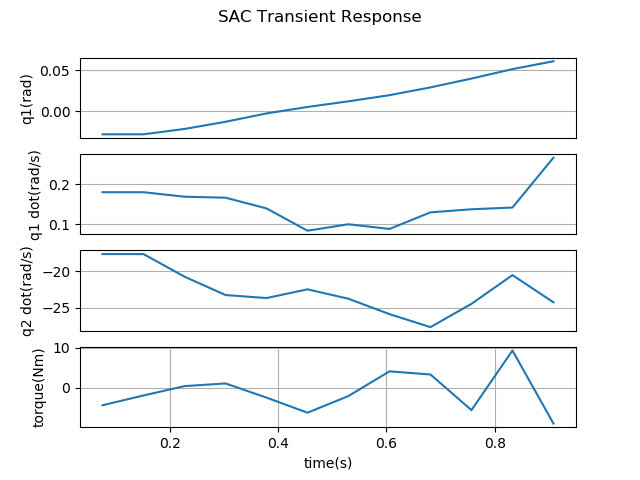 SAC Transient Response
0.05
0.00
q1(rad)
0.2
0.1
q1 dot(rad/s)
−20
−25
q2 dot(rad/s)
10
0
torque(Nm)
0.2 0.4 0.6 0.8
time(s)